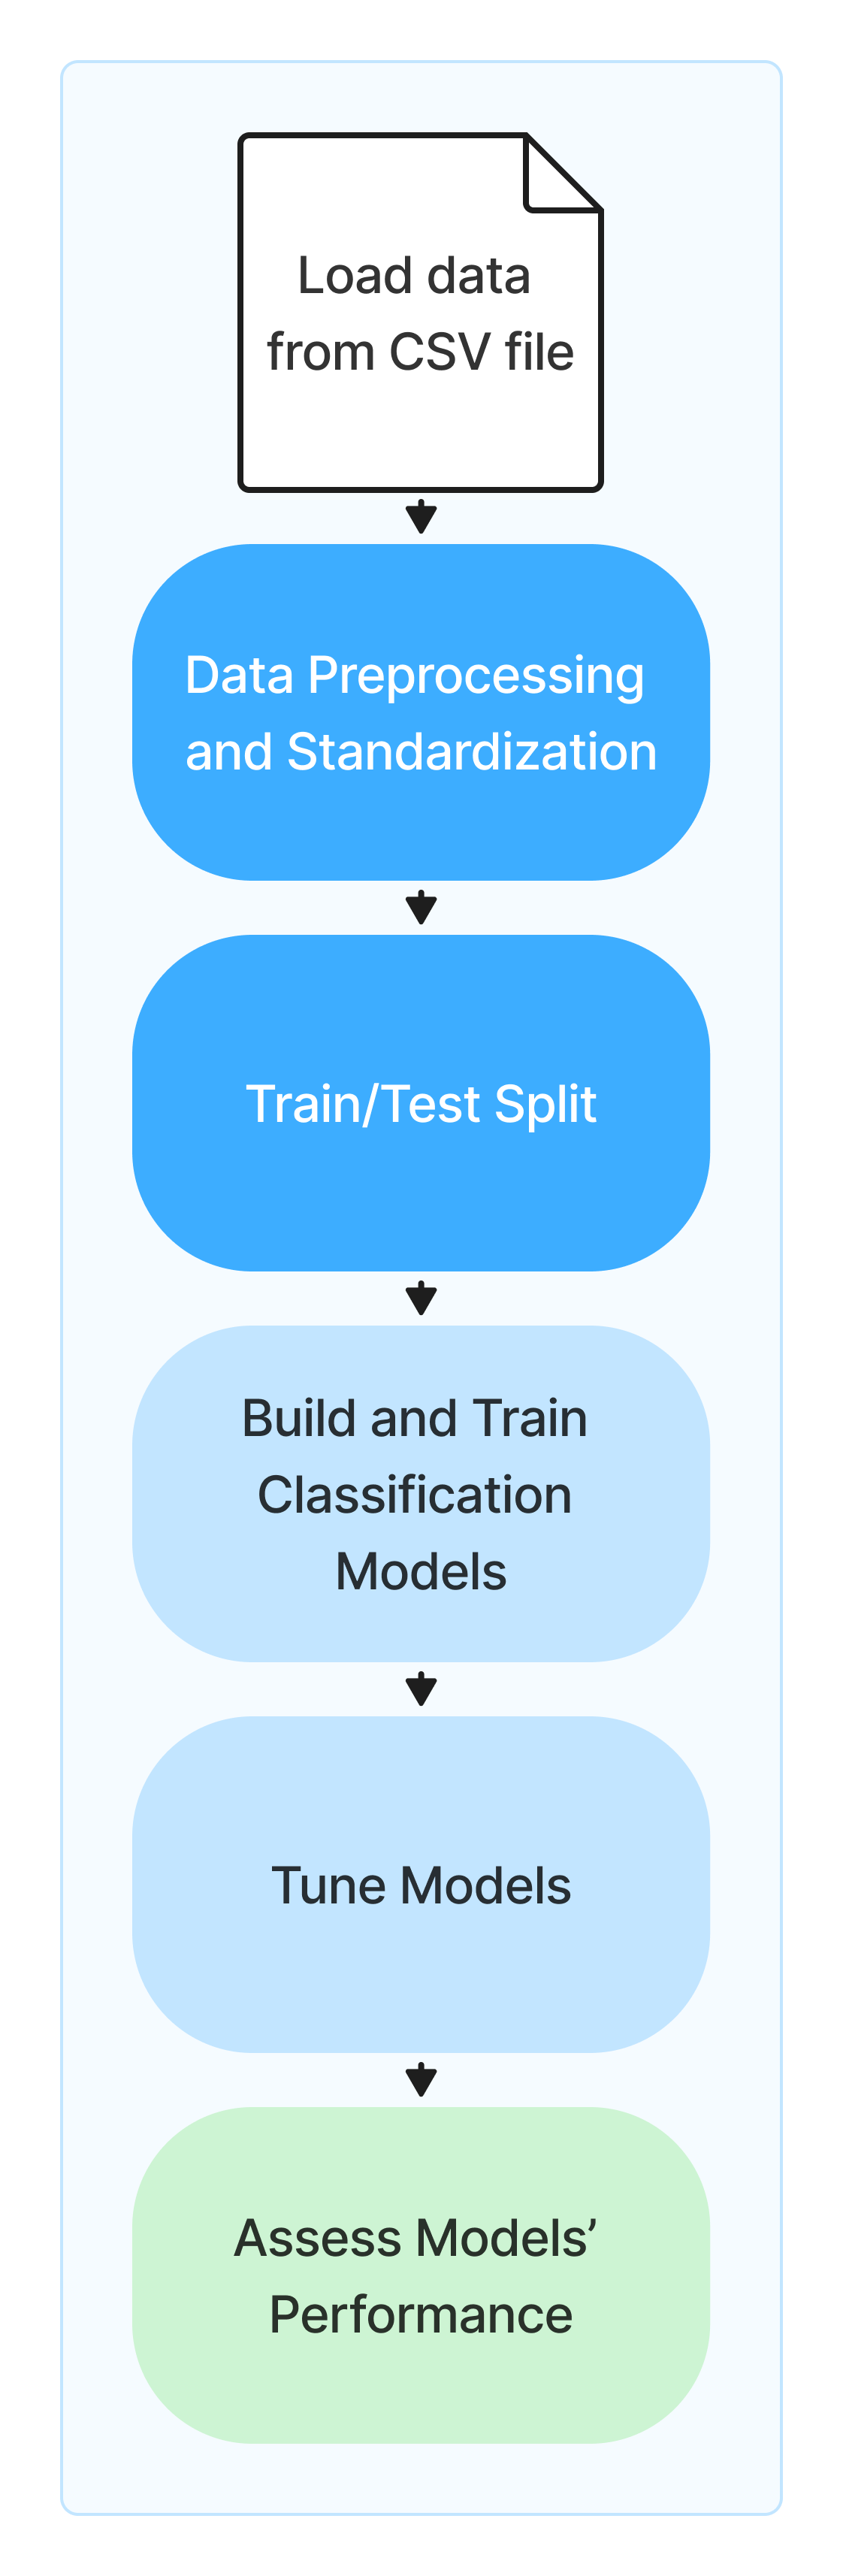 Load data
from CSV file
Data Preprocessing
and Standardization
Train/Test Split
Build and Train
Classification
Models
Tune Models
Assess Models’
Performance